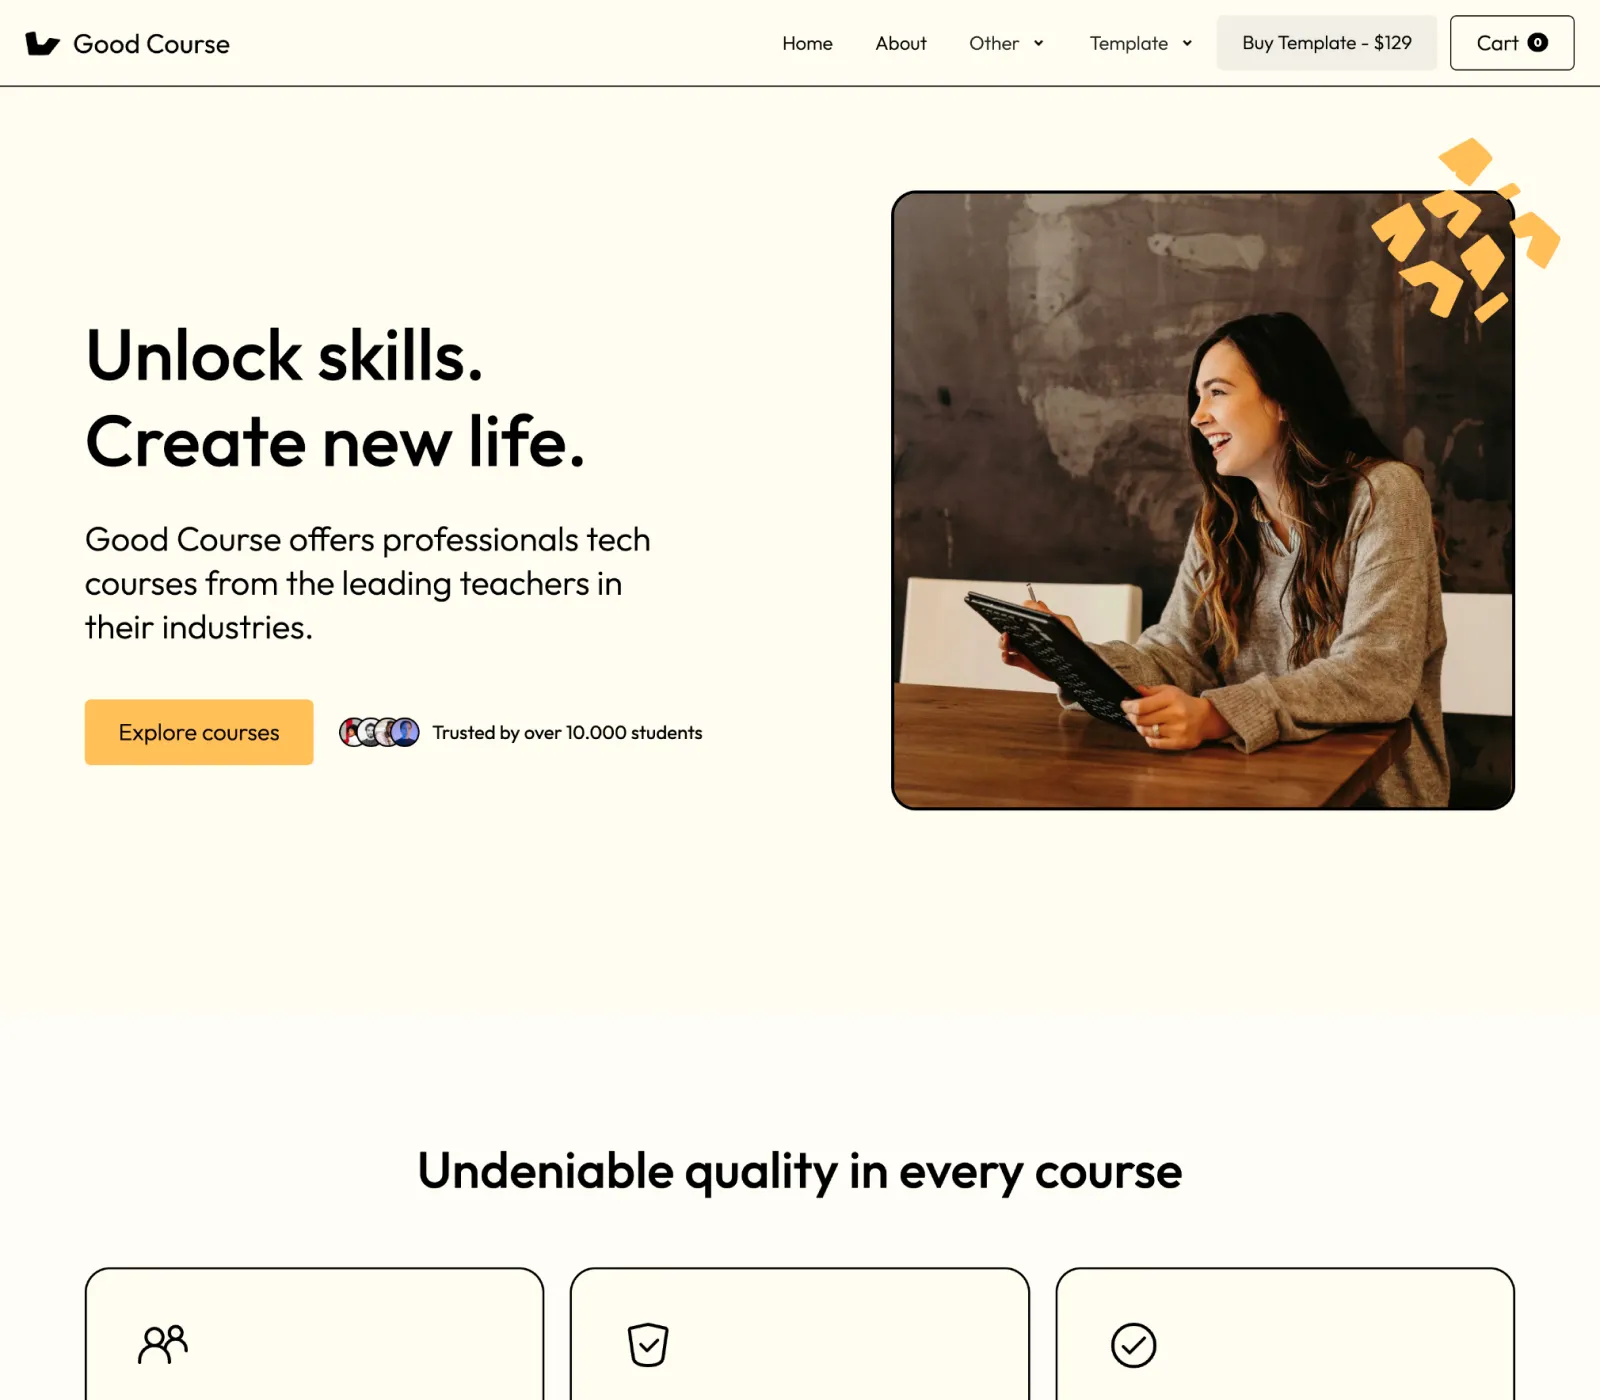 Good Course
Home
About
Other
Template
Buy Template - $129
Cart 0
Unlock skills.
Create new life.
Good Course offers professionals tech
courses from the leading teachers in
their industries.
Explore courses
Trusted by over 10.000 students
Undeniable quality in every course